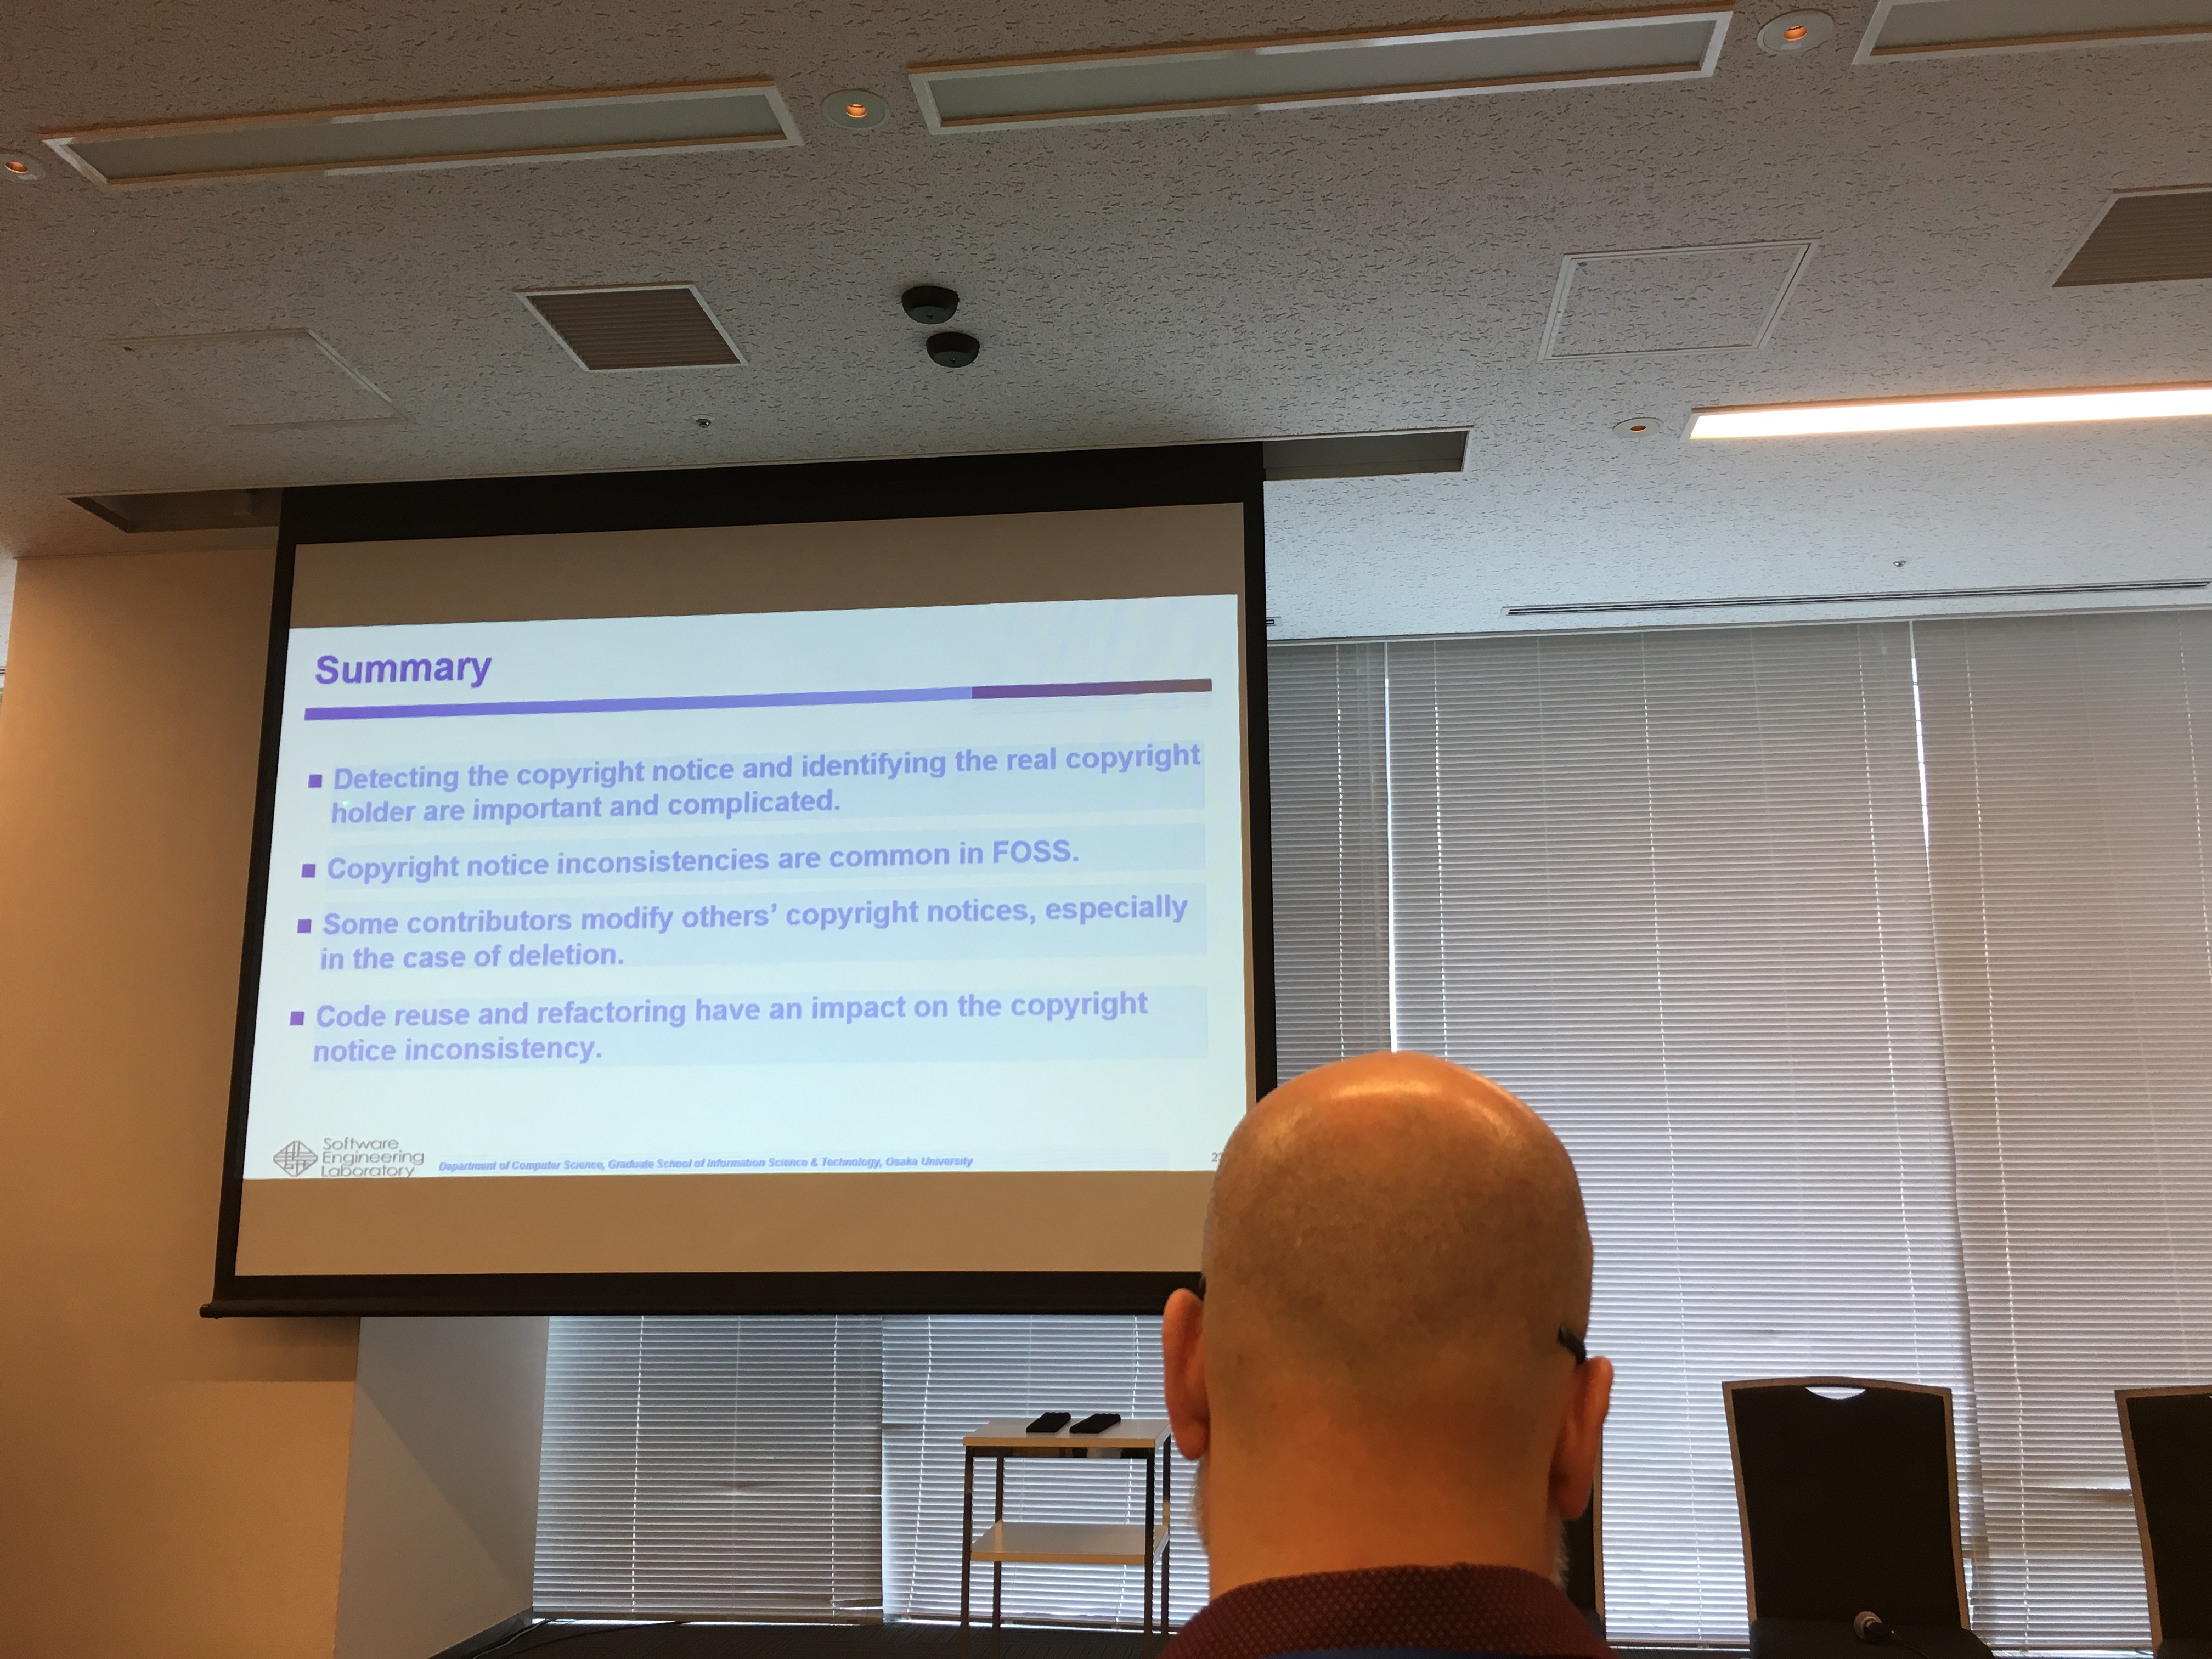 Summary
Detecting the copyright notice and identifying the real copyright
holder are important and complicated.
Copyright notice inconsistencies are common in FOSS.
Some contributors modify others’ copyright notices, especially
in the case of deletion.
Code reuse and refactoring have an impact on the copyright
notice inconsistency.
Software
Engineering
Laboratory
Department of Computer Science, Graduate School of Information Science & Technology, Osaka University